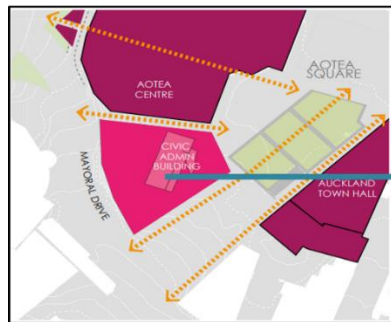 AOTEA
SQUARE
AOTEA
CENTRE
CIVIC
ADMIN
BUILDING
MAYORAL DRIVE
AUCKLAND
TOWN HALL